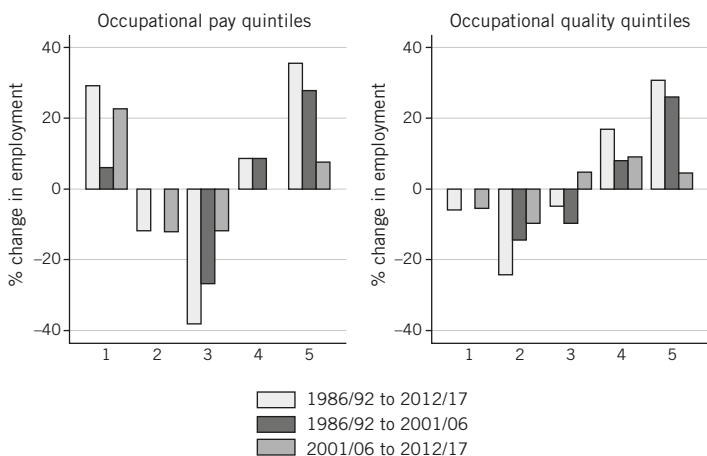 Occupational pay quintiles
% change in employment
40
20
0
–20
–40
1 2 3 4 5
Occupational quality quintiles
% change in employment
40
20
0
–20
–40
1 2 3 4 5
1986/92 to 2012/17
1986/92 to 2001/06
2001/06 to 2012/17